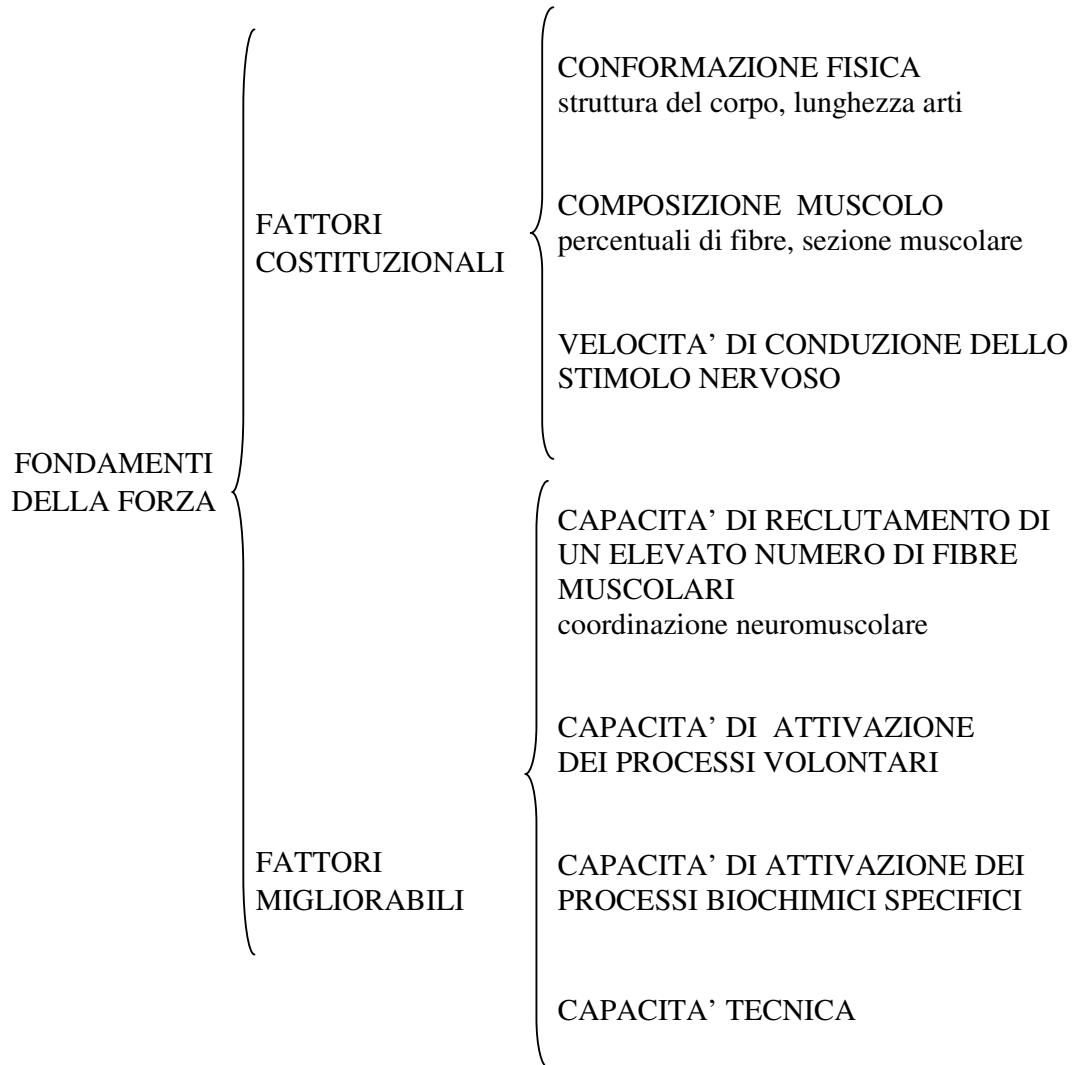 FONDAMENTI
DELLA FORZA
FATTORI
COSTITUZIONALI
CONFORMAZIONE FISICA
struttura del corpo, lunghezza arti
COMPOSIZIONE  MUSCOLO
percentuali di fibre, sezione muscolare
VELOCITA’ DI CONDUZIONE DELLO
STIMOLO NERVOSO
FATTORI
MIGLIORABILI
CAPACITA’ DI RECLUTAMENTO DI
UN ELEVATO NUMERO DI FIBRE
MUSCOLARI
coordinazione neuromuscolare
CAPACITA’ DI  ATTIVAZIONE
DEI PROCESSI VOLONTARI
CAPACITA’ DI ATTIVAZIONE DEI
PROCESSI BIOCHIMICI SPECIFICI
CAPACITA’ TECNICA